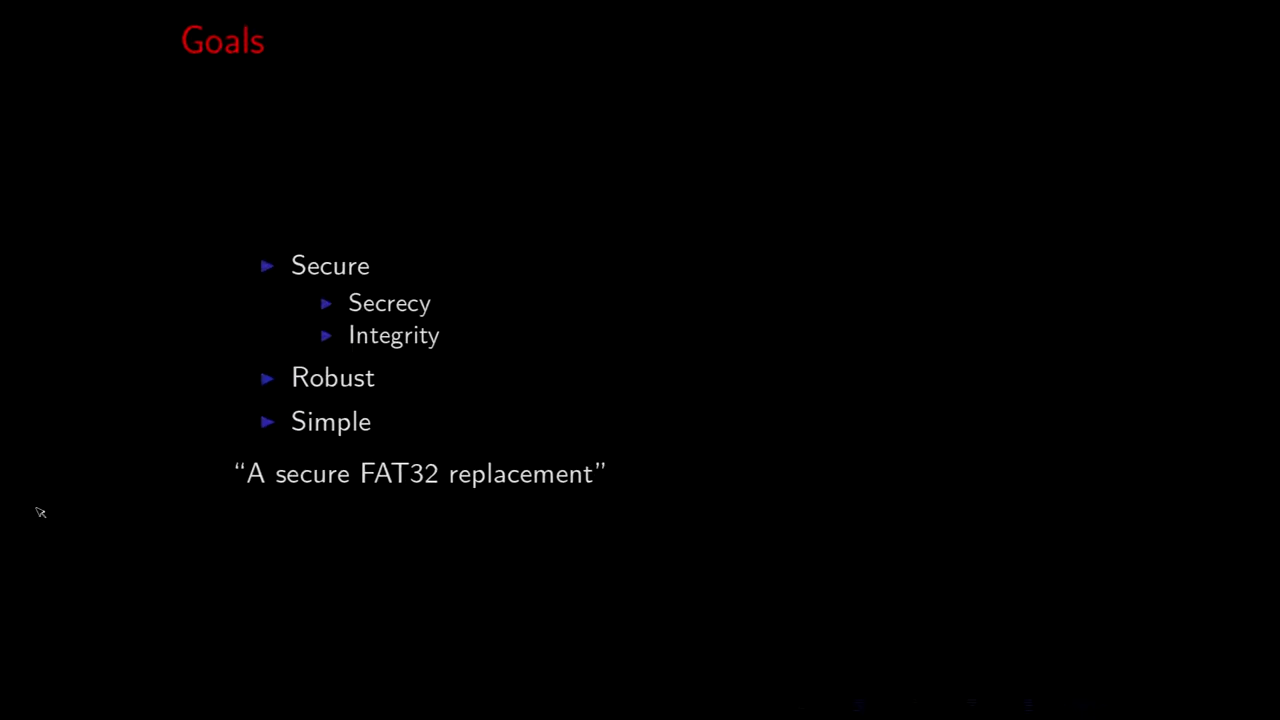 Goals
Secure
Secrecy
Integrity
Robust
Simple
“A secure FAT32 replacement”